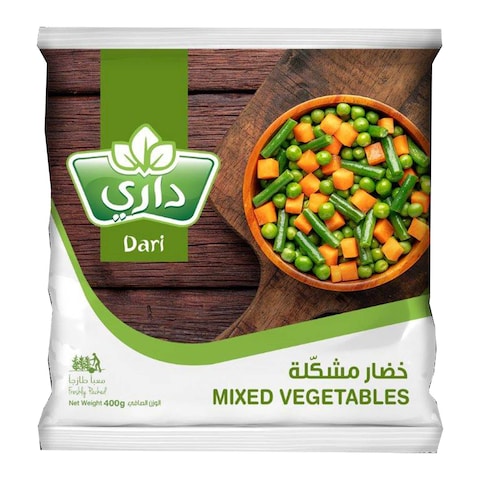 داري
Dari
خضار مشكّلة
MIXED VEGETABLES
معبأ طازجا
Freshly Packed
Net Weight 400g الوزن الصافي